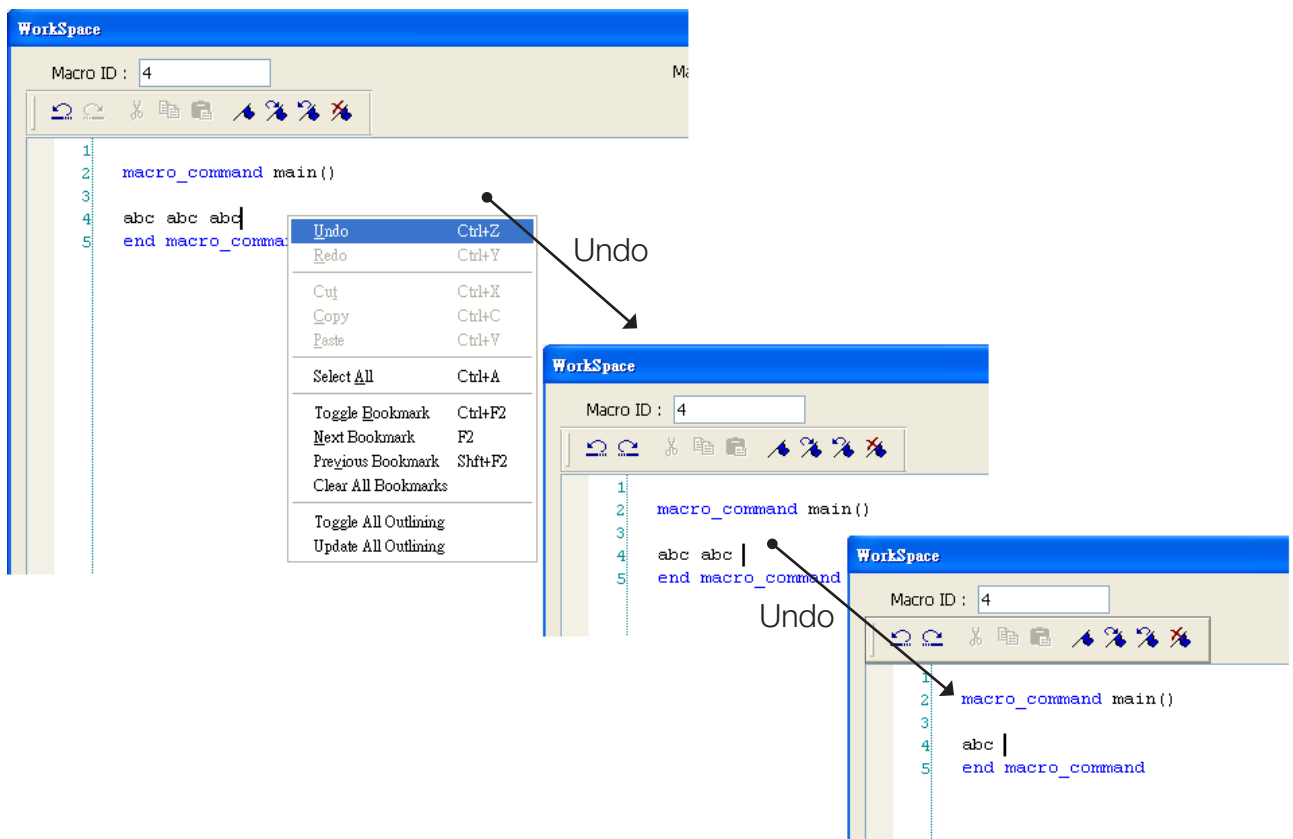 WorkSpace
Macro ID : 4
Ma
1
2 macro_command main()
3
4 abc abc abc
5 end macro_comma
Undo Ctrl+Z
Redo Ctrl+Y
Cut Ctrl+X
Copy Ctrl+C
Paste Ctrl+V
Select All Ctrl+A
Toggle Bookmark Ctrl+F2
Next Bookmark F2
Previous Bookmark Shft+F2
Clear All Bookmarks
Toggle All Outlining
Update All Outlining
Undo
WorkSpace
Macro ID : 4
1
2 macro_command main()
3
4 abc abc
5 end macro_command
Undo
WorkSpace
Macro ID : 4
1
2 macro_command main()
3
4 abc
5 end macro_command